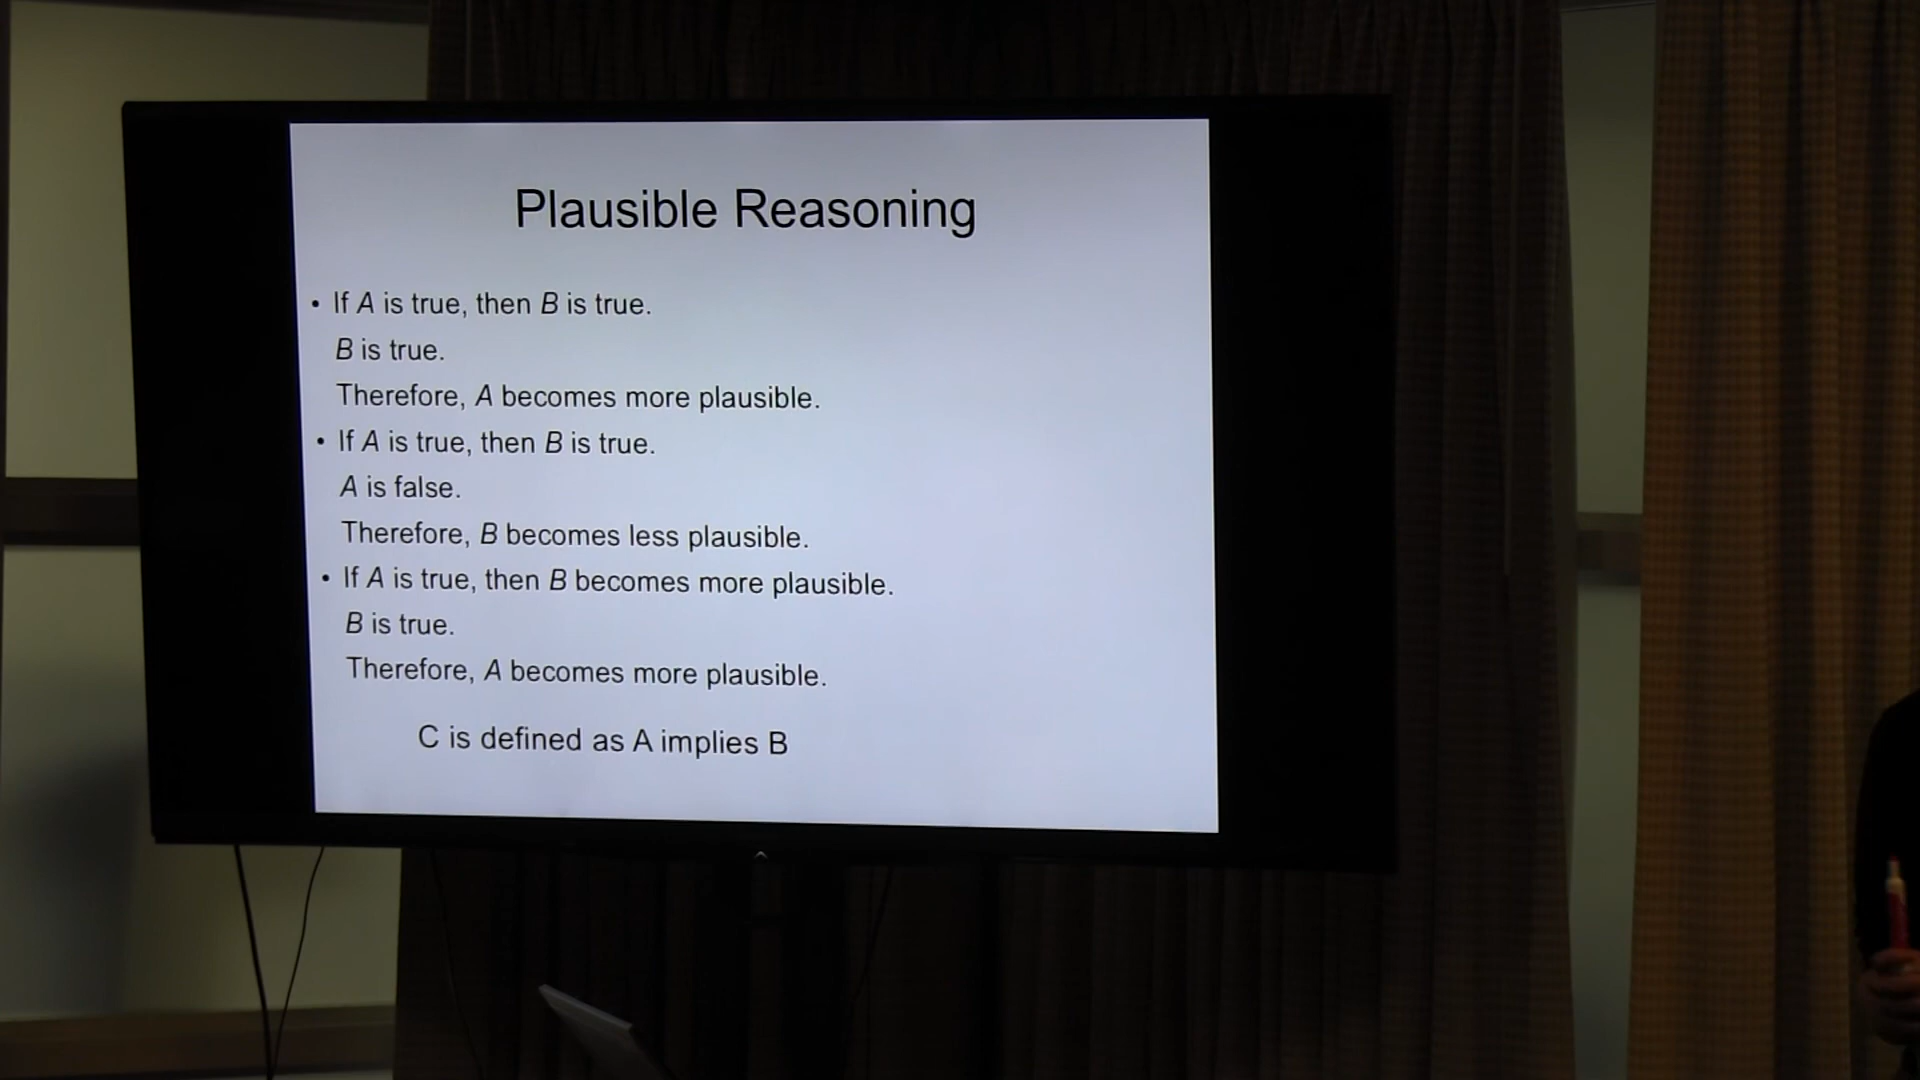 Plausible Reasoning
• If A is true, then B is true.
B is true.
Therefore, A becomes more plausible.
• If A is true, then B is true.
A is false.
Therefore, B becomes less plausible.
• If A is true, then B becomes more plausible.
B is true.
Therefore, A becomes more plausible.
C is defined as A implies B